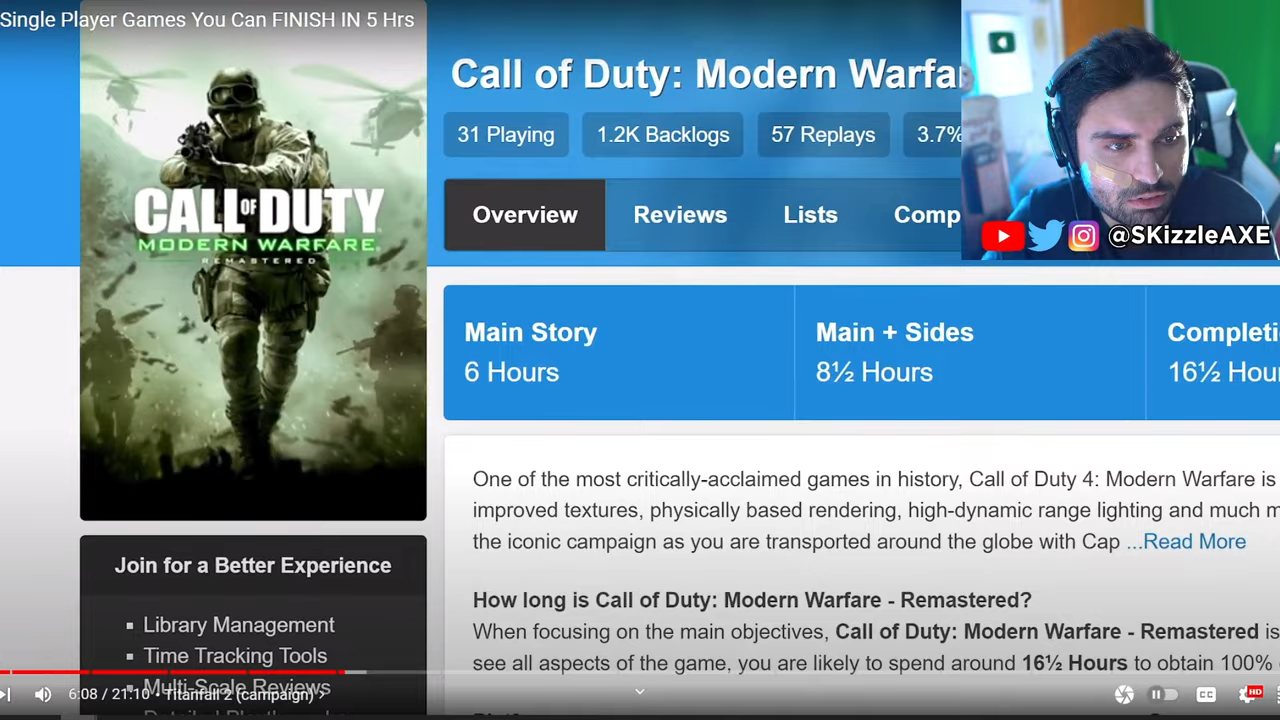 Single Player Games You Can FINISH IN 5 Hrs
CALL OF DUTY
MODERN WARFARE
REMASTERED
Call of Duty: Modern Warfa
31 Playing
1.2K Backlogs
57 Replays
3.7%
Overview
Reviews
Lists
Comp
@SKizzleAXE
Main Story
6 Hours
Main + Sides
8½ Hours
Completi
16½ Hou
One of the most critically-acclaimed games in history, Call of Duty 4: Modern Warfare is
improved textures, physically based rendering, high-dynamic range lighting and much m
the iconic campaign as you are transported around the globe with Cap ...Read More
How long is Call of Duty: Modern Warfare - Remastered?
When focusing on the main objectives, Call of Duty: Modern Warfare - Remastered is
see all aspects of the game, you are likely to spend around 16½ Hours to obtain 100%
Join for a Better Experience
▪ Library Management
▪ Time Tracking Tools
▪ Multi-Scale Reviews
6:08 / 21:10 • Titanfall 2 (campaign) >
CC
HD